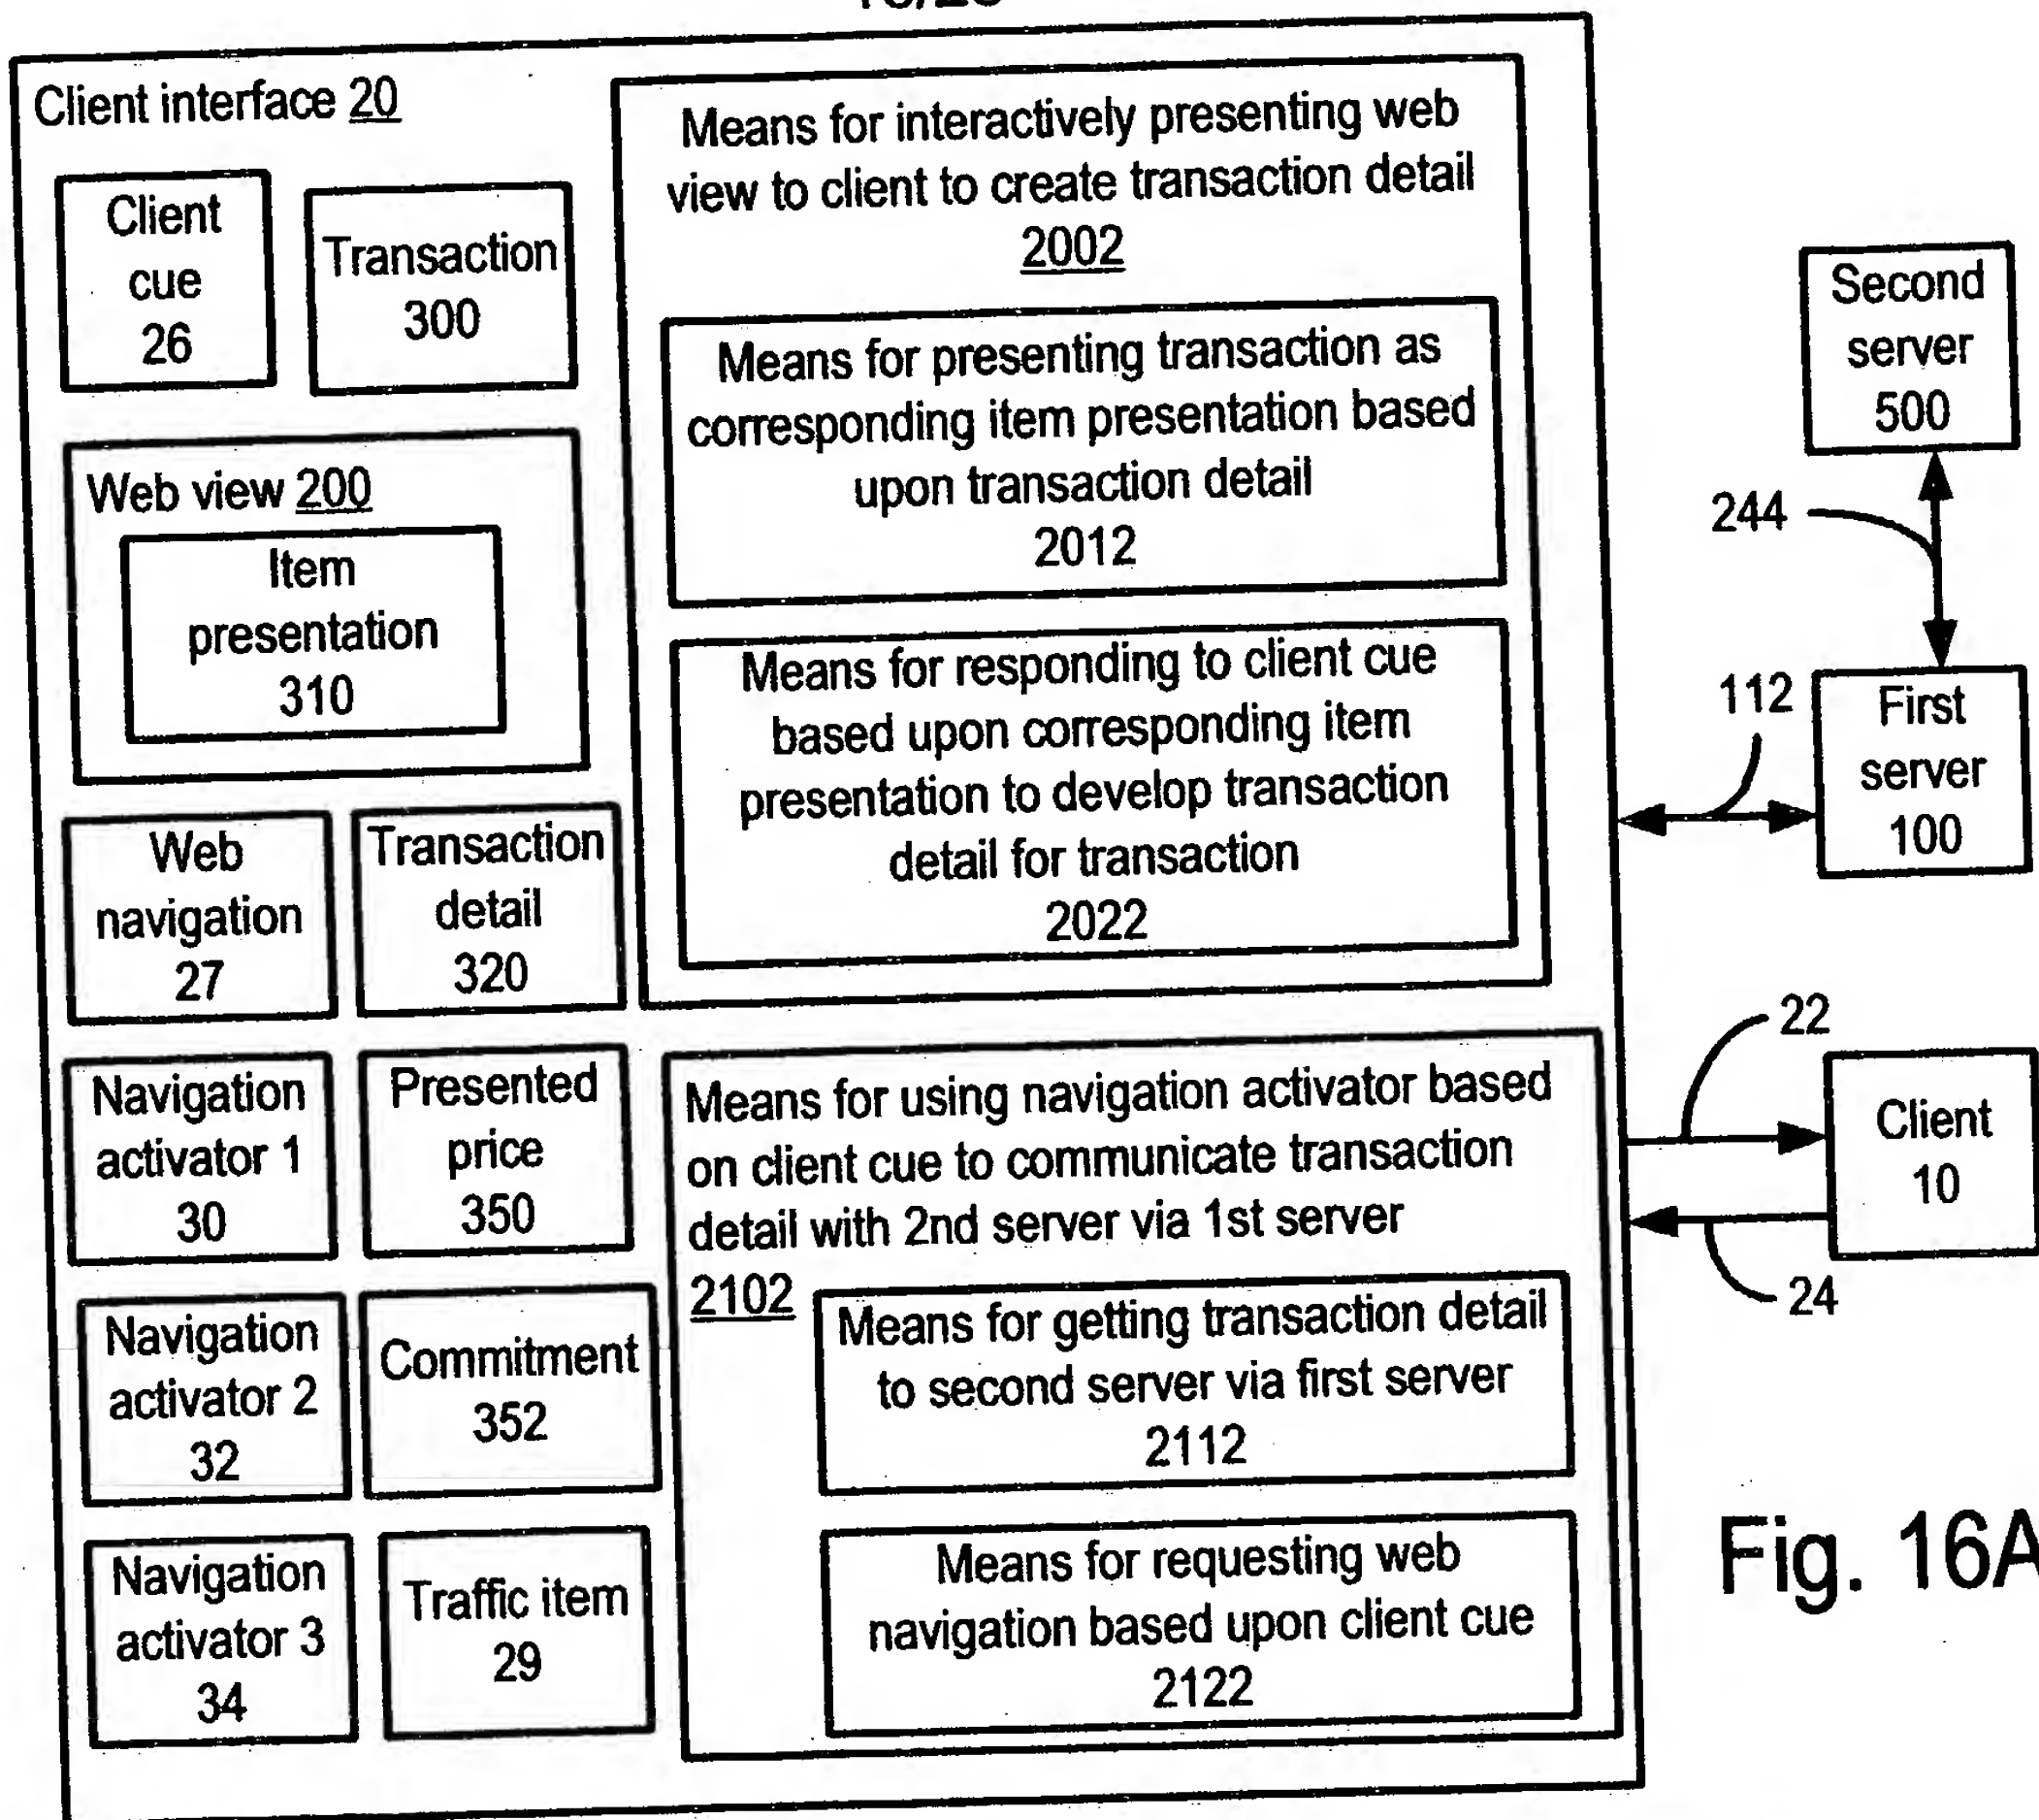 Client interface 20
Client
cue
26
Transaction
300
Web view 200
Item
presentation
310
Web
navigation
27
Transaction
detail
320
Navigation
activator 1
30
Presented
price
350
Navigation
activator 2
32
Commitment
352
Navigation
activator 3
34
Traffic item
29
Means for interactively presenting web
view to client to create transaction detail
2002
Means for presenting transaction as
corresponding item presentation based
upon transaction detail
2012
Means for responding to client cue
based upon corresponding item
presentation to develop transaction
detail for transaction
2022
Means for using navigation activator based
on client cue to communicate transaction
detail with 2nd server via 1st server
2102
Means for getting transaction detail
to second server via first server
2112
Means for requesting web
navigation based upon client cue
2122
Second
server
500
244
112
First
server
100
22
Client
10
24
Fig. 16A